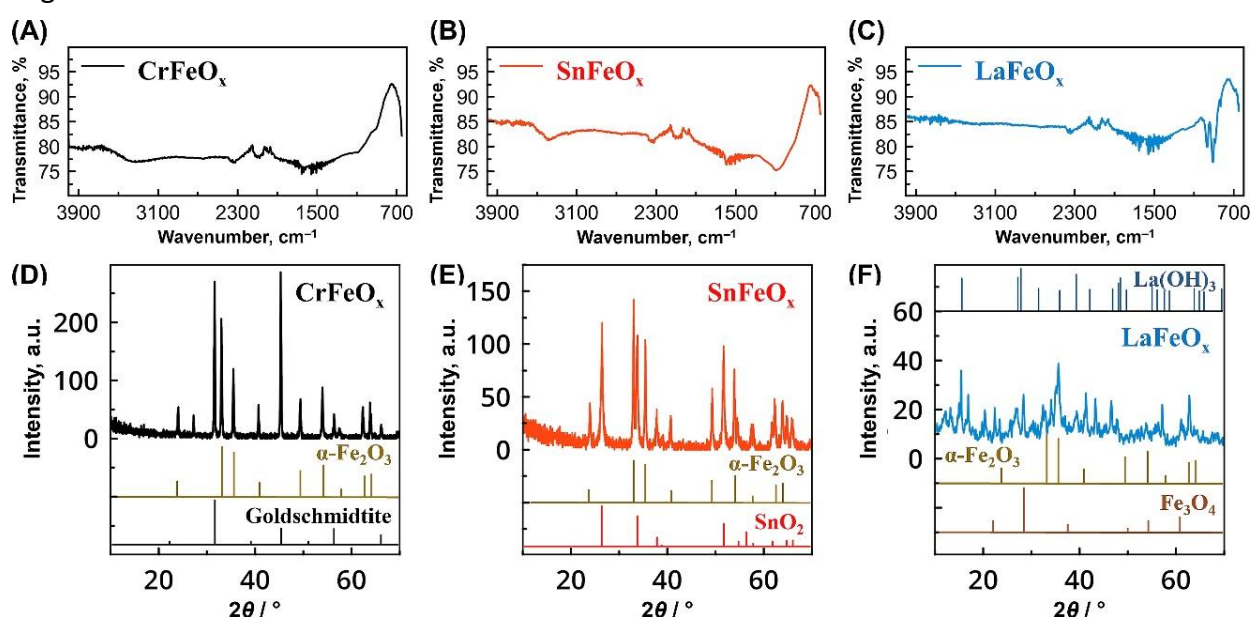 (A) (B) (C)
CrFeOₓ SnFeOₓ LaFeOₓ
Transmittance, % Transmittance, % Transmittance, %
95 90 85 80 75
95 90 85 80 75
95 90 85 80 75
3900 3100 2300 1500 700
3900 3100 2300 1500 700
3900 3100 2300 1500 700
Wavenumber, cm⁻¹ Wavenumber, cm⁻¹ Wavenumber, cm⁻¹
(D) (E) (F)
Intensity, a.u.
200
100
0
CrFeOₓ
α-Fe₂O₃
Goldschmidtite
20 40 60
2θ / °
Intensity, a.u.
150
100
50
0
SnFeOₓ
α-Fe₂O₃
SnO₂
20 40 60
2θ / °
Intensity, a.u.
60
40
20
0
La(OH)₃
LaFeOₓ
α-Fe₂O₃
Fe₃O₄
20 40 60
2θ / °